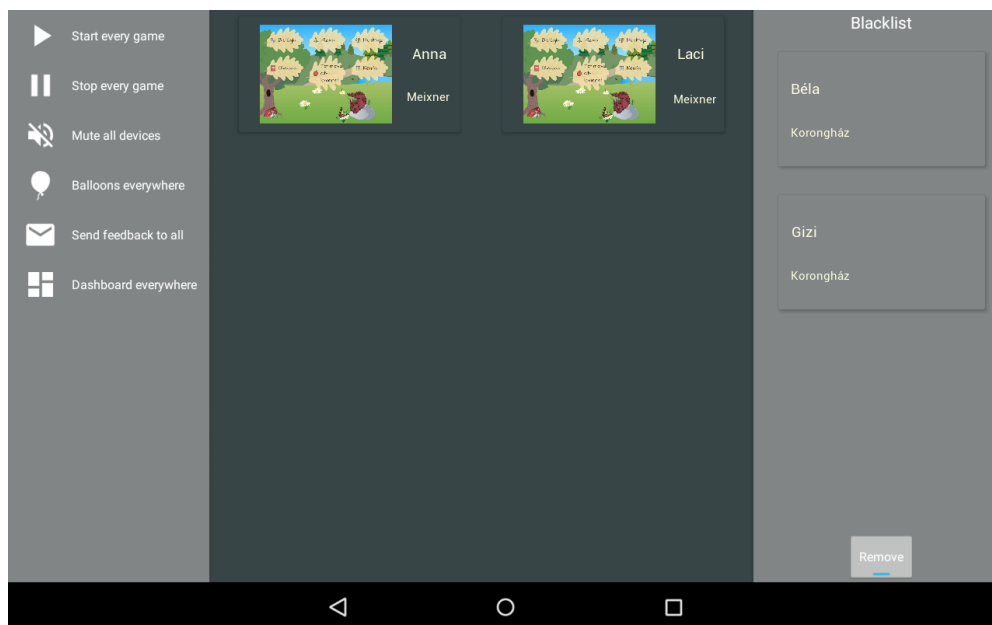 Start every game
Stop every game
Mute all devices
Balloons everywhere
Send feedback to all
Dashboard everywhere
Anna
Meixner
Laci
Meixner
Blacklist
Béla
Korongház
Gizi
Korongház
Remove